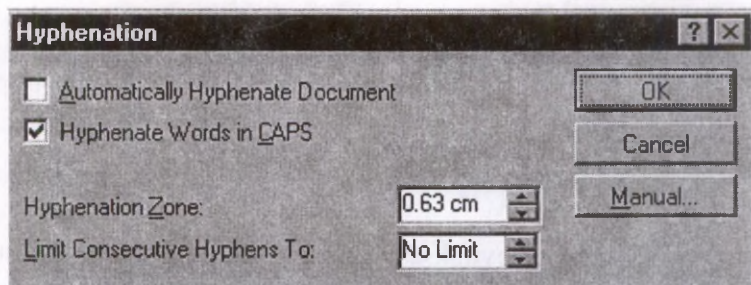 Hyphenation
Automatically Hyphenate Document
OK
Hyphenate Words in CAPS
Cancel
Hyphenation Zone: 0.63 cm
Manual...
Limit Consecutive Hyphens To: No Limit